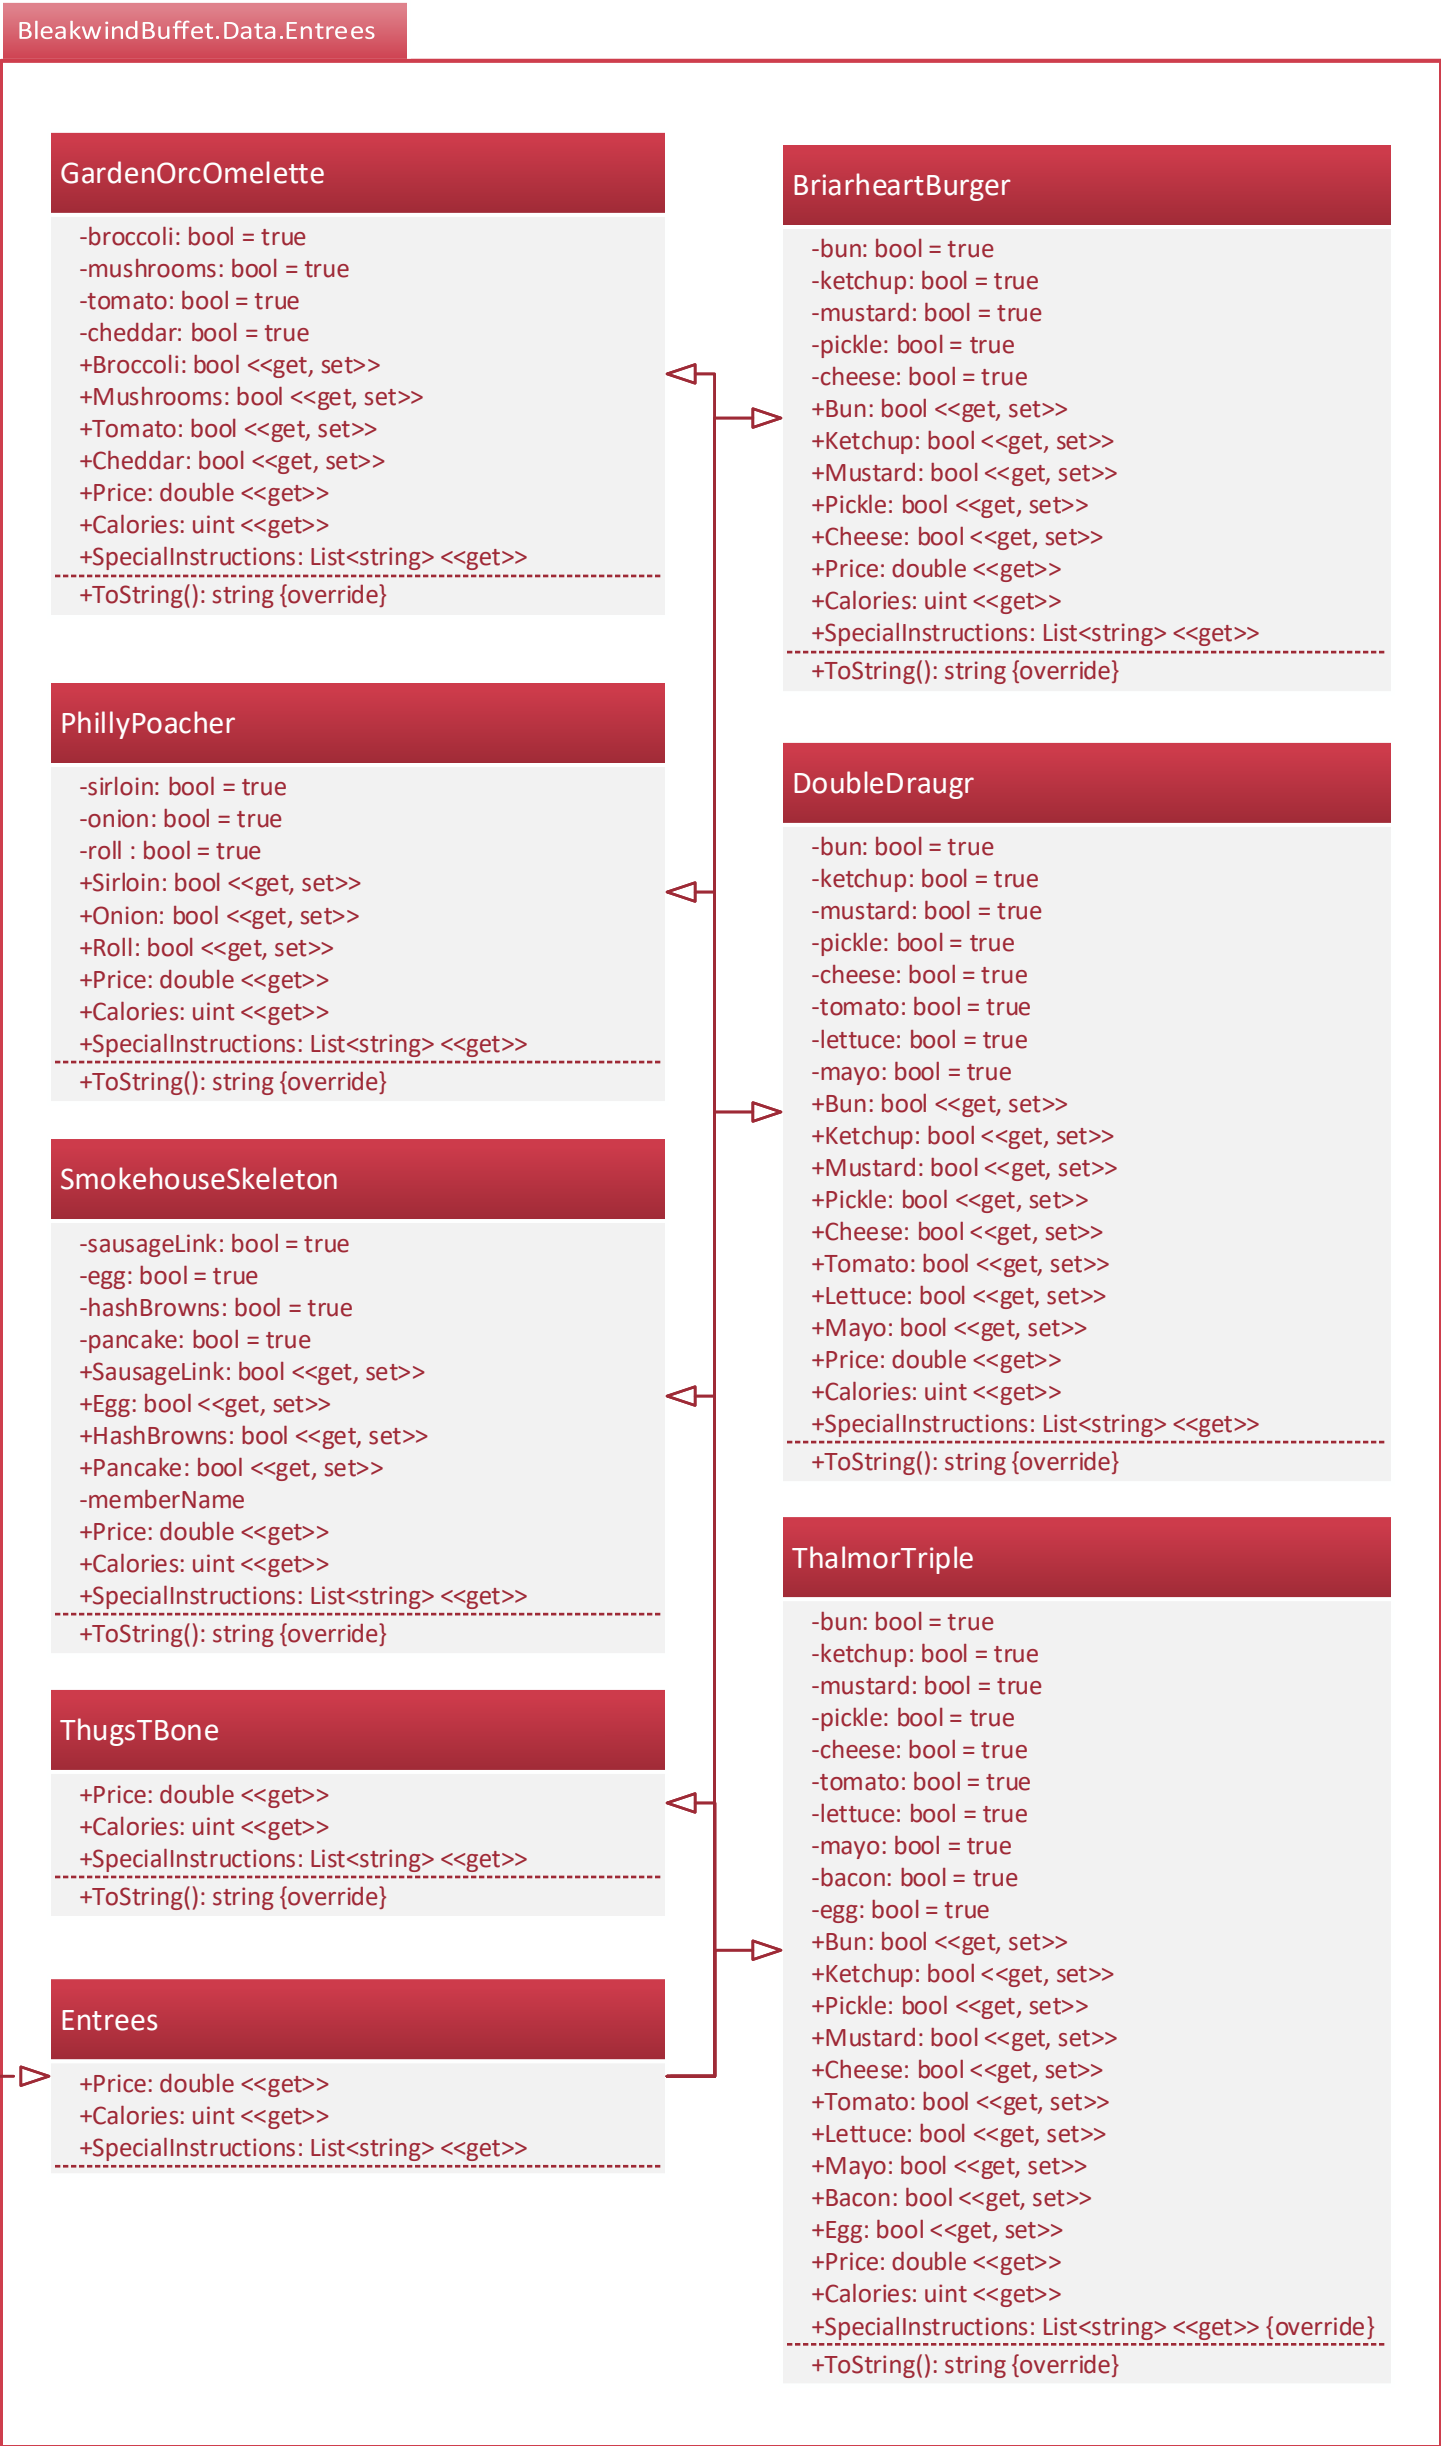 BleakwindBuffet.Data.Entrees
GardenOrcOmelette
-broccoli: bool = true
-mushrooms: bool = true
-tomato: bool = true
-cheddar: bool = true
+Broccoli: bool <<get, set>>
+Mushrooms: bool <<get, set>>
+Tomato: bool <<get, set>>
+Cheddar: bool <<get, set>>
+Price: double <<get>>
+Calories: uint <<get>>
+SpecialInstructions: List<string> <<get>>
+ToString(): string {override}
PhillyPoacher
-sirloin: bool = true
-onion: bool = true
-roll : bool = true
+Sirloin: bool <<get, set>>
+Onion: bool <<get, set>>
+Roll: bool <<get, set>>
+Price: double <<get>>
+Calories: uint <<get>>
+SpecialInstructions: List<string> <<get>>
+ToString(): string {override}
SmokehouseSkeleton
-sausageLink: bool = true
-egg: bool = true
-hashBrowns: bool = true
-pancake: bool = true
+SausageLink: bool <<get, set>>
+Egg: bool <<get, set>>
+HashBrowns: bool <<get, set>>
+Pancake: bool <<get, set>>
-memberName
+Price: double <<get>>
+Calories: uint <<get>>
+SpecialInstructions: List<string> <<get>>
+ToString(): string {override}
ThugsTBone
+Price: double <<get>>
+Calories: uint <<get>>
+SpecialInstructions: List<string> <<get>>
+ToString(): string {override}
Entrees
+Price: double <<get>>
+Calories: uint <<get>>
+SpecialInstructions: List<string> <<get>>
BriarheartBurger
-bun: bool = true
-ketchup: bool = true
-mustard: bool = true
-pickle: bool = true
-cheese: bool = true
+Bun: bool <<get, set>>
+Ketchup: bool <<get, set>>
+Mustard: bool <<get, set>>
+Pickle: bool <<get, set>>
+Cheese: bool <<get, set>>
+Price: double <<get>>
+Calories: uint <<get>>
+SpecialInstructions: List<string> <<get>>
+ToString(): string {override}
DoubleDraugr
-bun: bool = true
-ketchup: bool = true
-mustard: bool = true
-pickle: bool = true
-cheese: bool = true
-tomato: bool = true
-lettuce: bool = true
-mayo: bool = true
+Bun: bool <<get, set>>
+Ketchup: bool <<get, set>>
+Mustard: bool <<get, set>>
+Pickle: bool <<get, set>>
+Cheese: bool <<get, set>>
+Tomato: bool <<get, set>>
+Lettuce: bool <<get, set>>
+Mayo: bool <<get, set>>
+Price: double <<get>>
+Calories: uint <<get>>
+SpecialInstructions: List<string> <<get>>
+ToString(): string {override}
ThalmorTriple
-bun: bool = true
-ketchup: bool = true
-mustard: bool = true
-pickle: bool = true
-cheese: bool = true
-tomato: bool = true
-lettuce: bool = true
-mayo: bool = true
-bacon: bool = true
-egg: bool = true
+Bun: bool <<get, set>>
+Ketchup: bool <<get, set>>
+Pickle: bool <<get, set>>
+Mustard: bool <<get, set>>
+Cheese: bool <<get, set>>
+Tomato: bool <<get, set>>
+Lettuce: bool <<get, set>>
+Mayo: bool <<get, set>>
+Bacon: bool <<get, set>>
+Egg: bool <<get, set>>
+Price: double <<get>>
+Calories: uint <<get>>
+SpecialInstructions: List<string> <<get>> {override}
+ToString(): string {override}